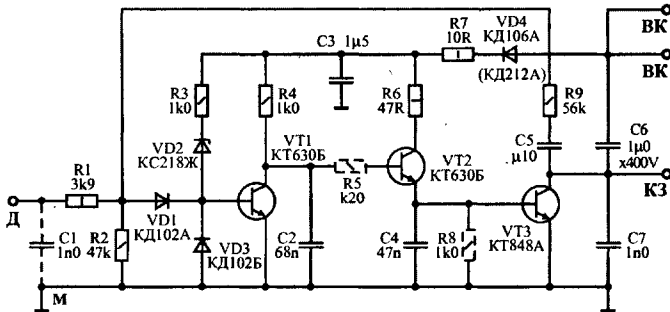 ВК
ВК
КЗ
Д
М
R1
3k9
C1
1n0
R2
47k
R3
1k0
VD2
КС218Ж
VD1
КД102А
VD3
КД102Б
R4
1k0
VT1
КТ630Б
C2
68n
C3 1µ5
R5
k20
R6
47R
R7
10R
VD4
КД106А
(КД212А)
VT2
КТ630Б
C4
47n
R8
1k0
VT3
КТ848А
R9
56k
C5
µ10
C6
1µ0
x400V
C7
1n0